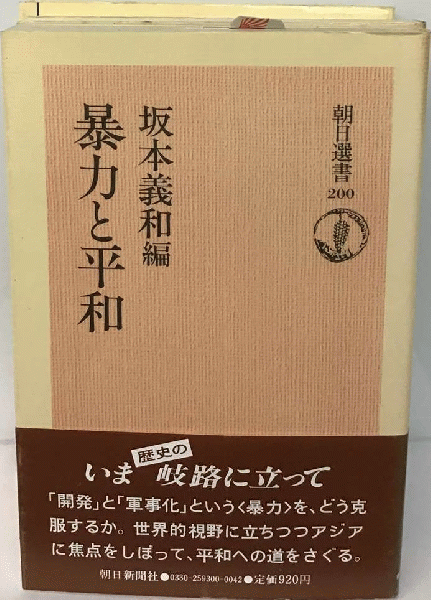 朝日選書
200
坂本義和編
暴力と平和
いま歴史の岐路に立って
「開発」と「軍事化」という〈暴力〉を、どう克
服するか。世界的視野に立ちつつアジア
に焦点をしぼって、平和への道をさぐる。
朝日新聞社●0350-259300-0042●定価920円